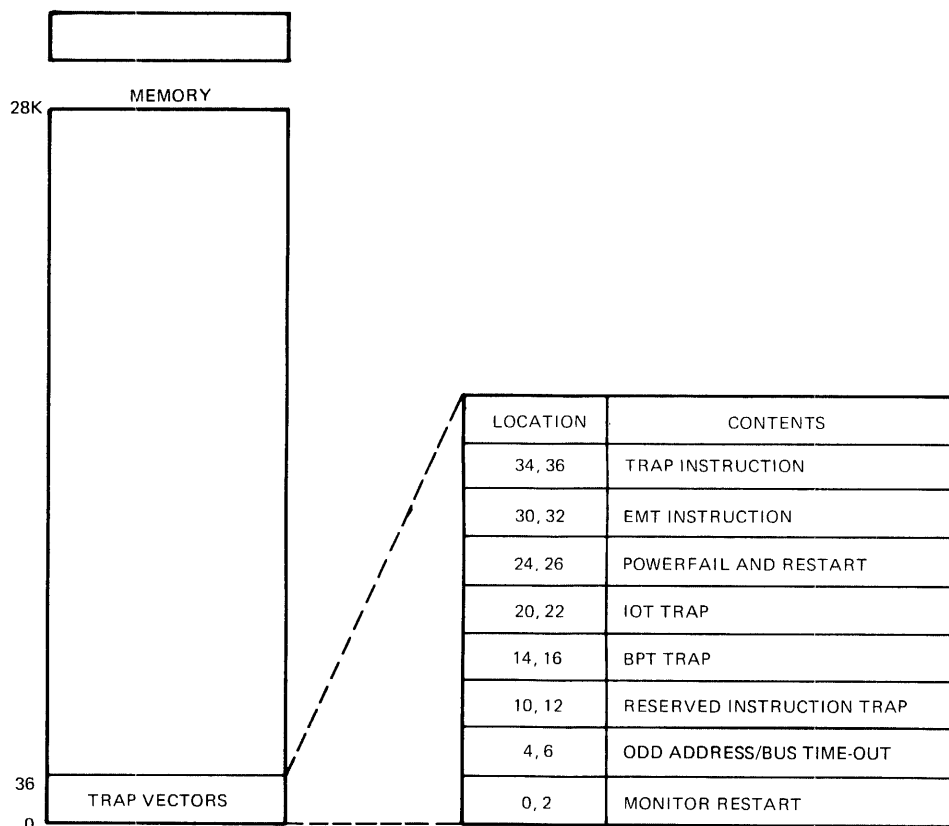 MEMORY
28K
36
TRAP VECTORS
0
LOCATION CONTENTS
34, 36 TRAP INSTRUCTION
30, 32 EMT INSTRUCTION
24, 26 POWERFAIL AND RESTART
20, 22 IOT TRAP
14, 16 BPT TRAP
10, 12 RESERVED INSTRUCTION TRAP
4, 6 ODD ADDRESS/BUS TIME-OUT
0, 2 MONITOR RESTART